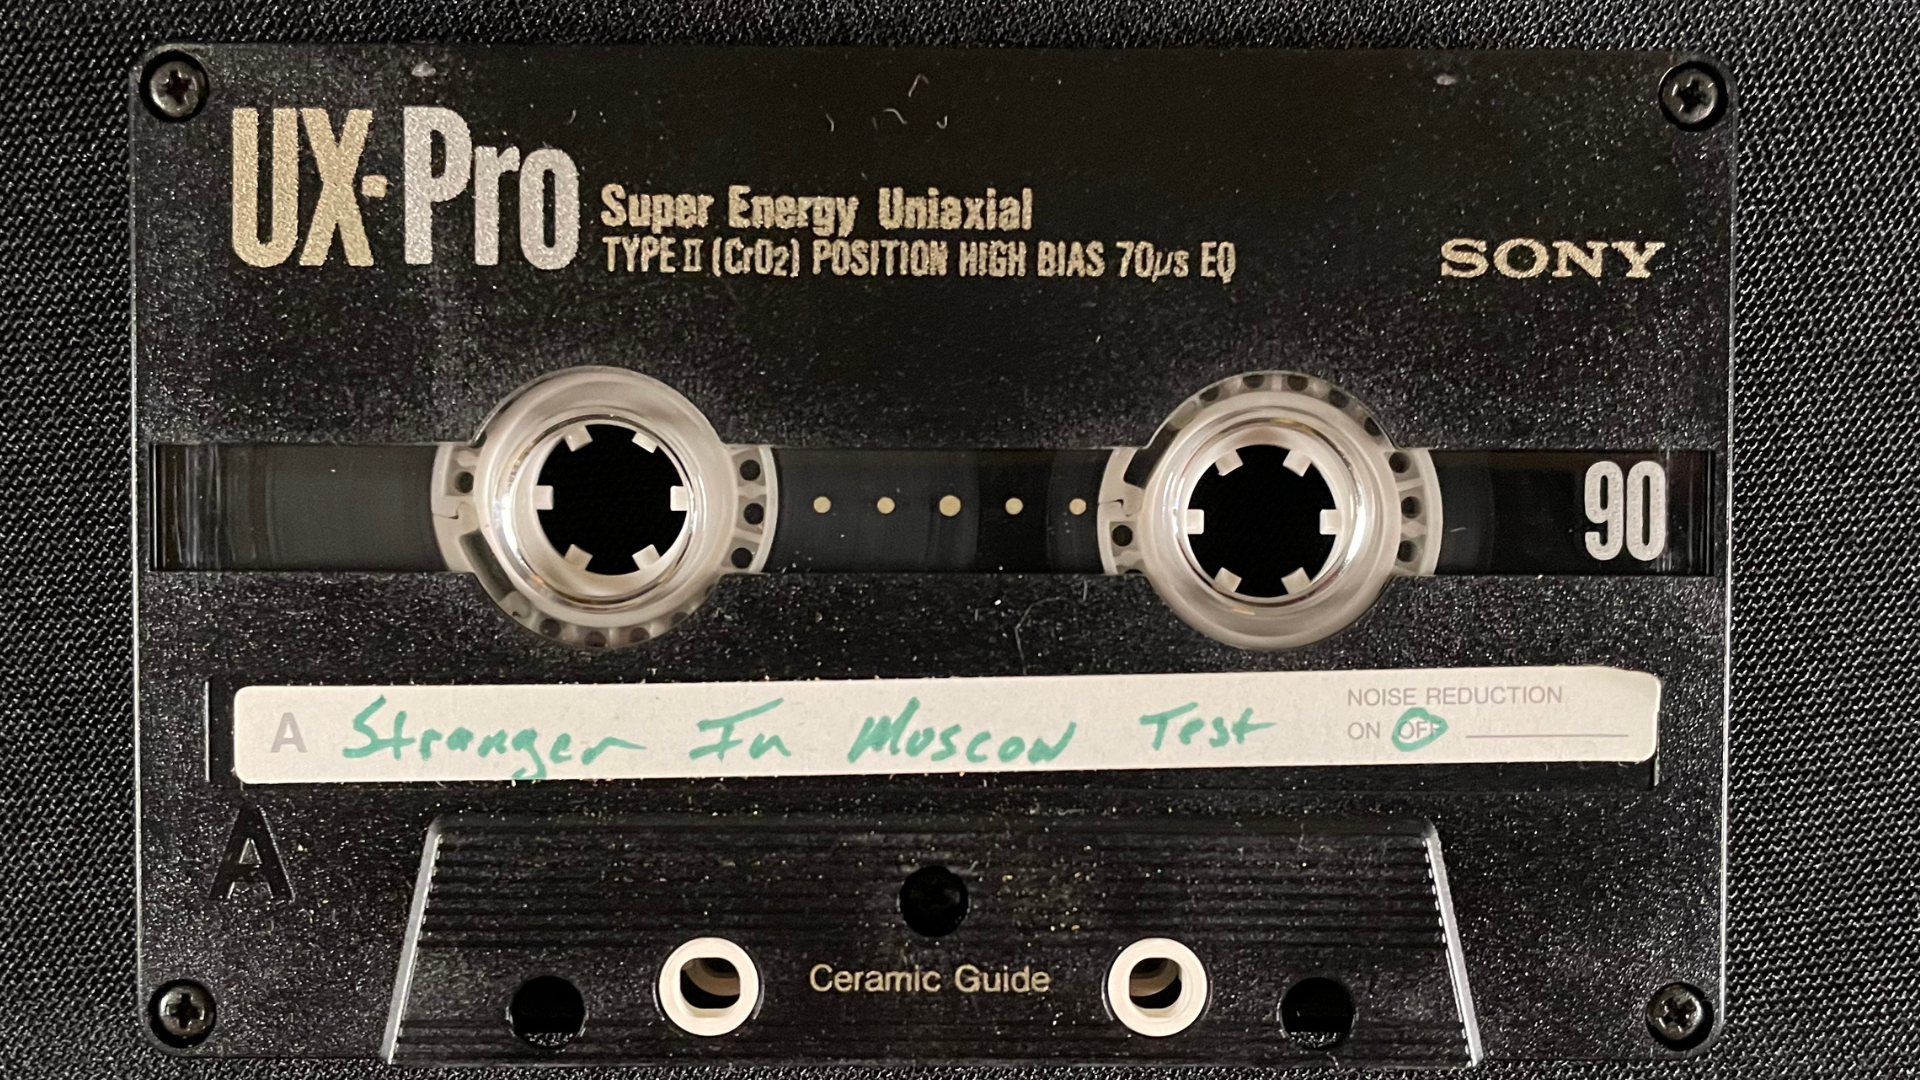 UX-Pro
Super Energy Uniaxial
TYPE II (CrO2) POSITION HIGH BIAS 70μs EQ
SONY
90
A Stranger In Moscow Test
NOISE REDUCTION
ON OFF
A
Ceramic Guide